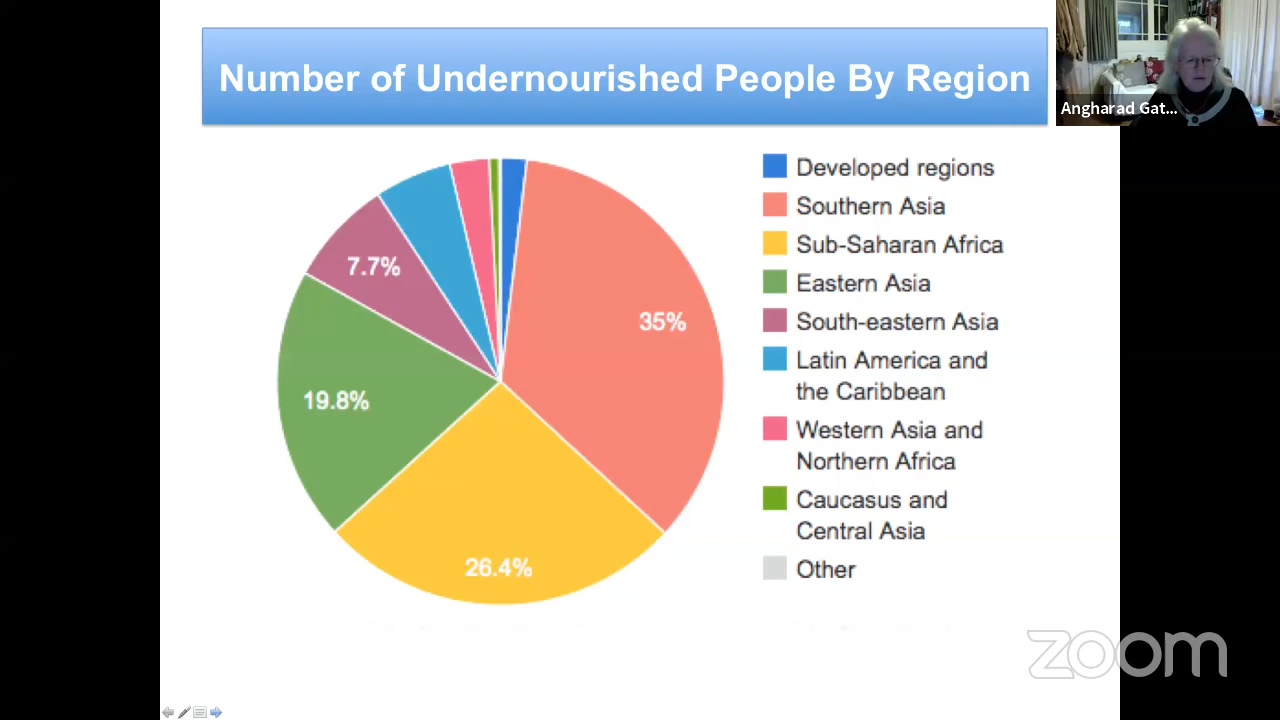 Number of Undernourished People By Region
Angharad Gat...
Developed regions
Southern Asia
Sub-Saharan Africa
Eastern Asia
South-eastern Asia
Latin America and
the Caribbean
Western Asia and
Northern Africa
Caucasus and
Central Asia
Other
35%
26.4%
19.8%
7.7%
zoom